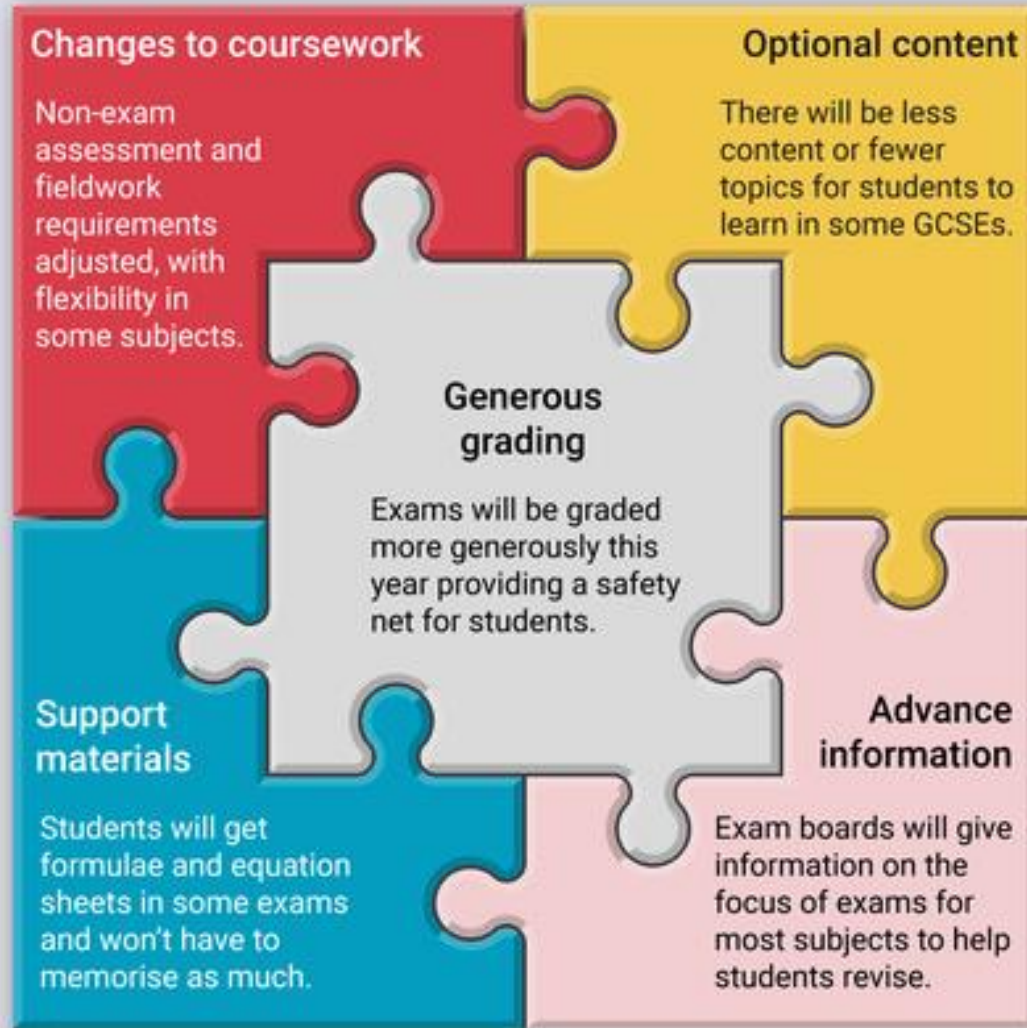 Changes to coursework
Non-exam
assessment and
fieldwork
requirements
adjusted, with
flexibility in
some subjects.
Optional content
There will be less
content or fewer
topics for students to
learn in some GCSEs.
Generous
grading
Exams will be graded
more generously this
year providing a safety
net for students.
Support
materials
Students will get
formulae and equation
sheets in some exams
and won’t have to
memorise as much.
Advance
information
Exam boards will give
information on the
focus of exams for
most subjects to help
students revise.